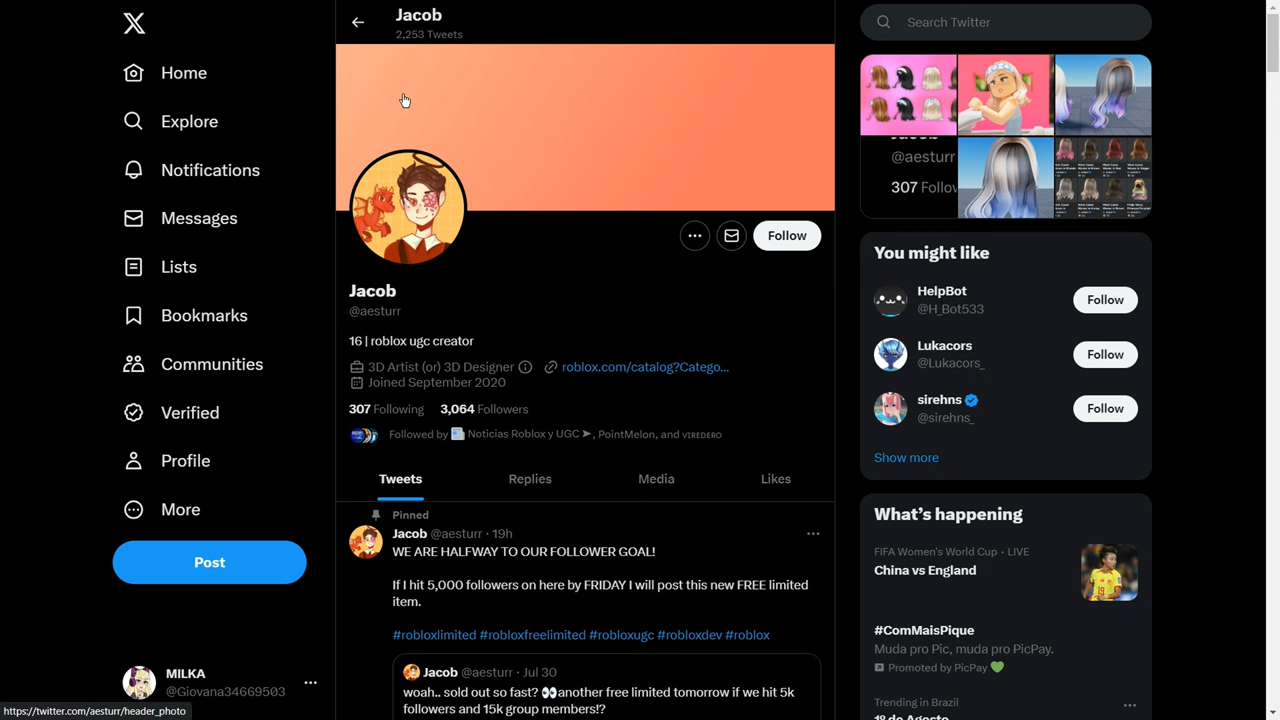 X
Home
Explore
Notifications
Messages
Lists
Bookmarks
Communities
Verified
Profile
More
Post
MILKA
@Giovana34669503
https://twitter.com/aesturr/header_photo
Jacob
2,253 Tweets
Follow
Jacob
@aesturr
16 | roblox ugc creator
3D Artist (or) 3D Designer roblox.com/catalog?Catego...
Joined September 2020
307 Following 3,064 Followers
Followed by Noticias Roblox y UGC ➤, PointMelon, and ᴠɪʀᴇᴅᴇʀᴏ
Tweets Replies Media Likes
Pinned
Jacob @aesturr · 19h
WE ARE HALFWAY TO OUR FOLLOWER GOAL!
If I hit 5,000 followers on here by FRIDAY I will post this new FREE limited
item.
#robloxlimited #robloxfreelimited #robloxugc #robloxdev #roblox
Jacob @aesturr · Jul 30
woah.. sold out so fast? 👀another free limited tomorrow if we hit 5k
followers and 15k group members!?
Search Twitter
@aesturr
307 Follow
You might like
HelpBot
@H_Bot533
Follow
Lukacors
@Lukacors_
Follow
sirehns
@sirehns_
Follow
Show more
What's happening
FIFA Women's World Cup · LIVE
China vs England
#ComMaisPique
Muda pro Pic, muda pro PicPay.
Promoted by PicPay 💚
Trending in Brazil
1º de Agosto